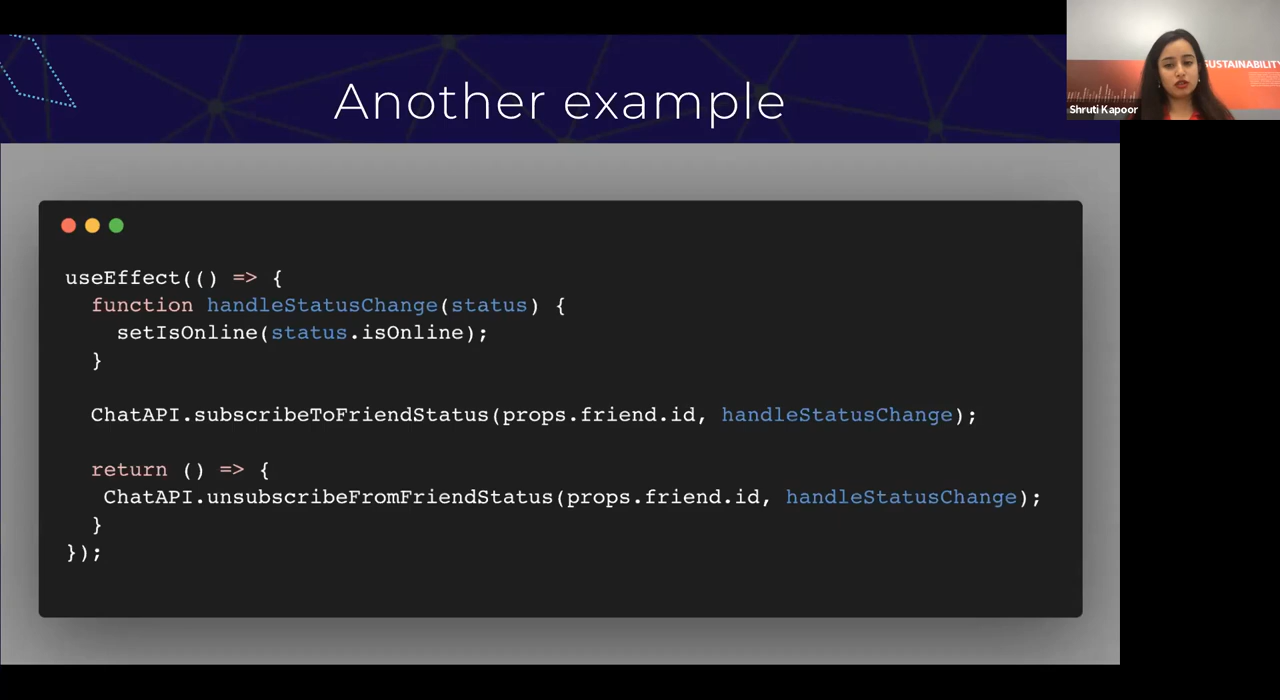 Another example
SUSTAINABILITY
Shruti Kapoor
useEffect(() => {
  function handleStatusChange(status) {
    setIsOnline(status.isOnline);
  }
  ChatAPI.subscribeToFriendStatus(props.friend.id, handleStatusChange);
  return () => {
   ChatAPI.unsubscribeFromFriendStatus(props.friend.id, handleStatusChange);
  }
});